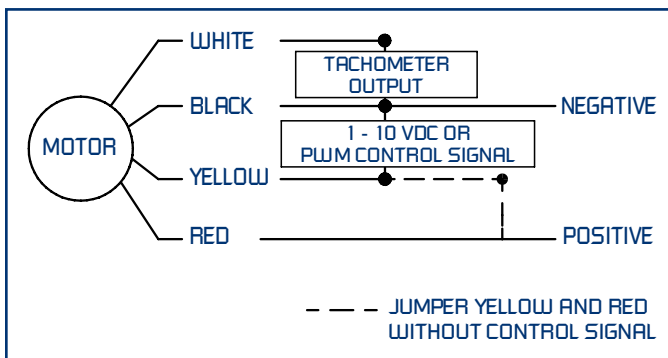 WHITE
TACHOMETER
OUTPUT
BLACK
NEGATIVE
MOTOR
1 - 10 VDC OR
PWM CONTROL SIGNAL
YELLOW
RED
POSITIVE
JUMPER YELLOW AND RED
WITHOUT CONTROL SIGNAL